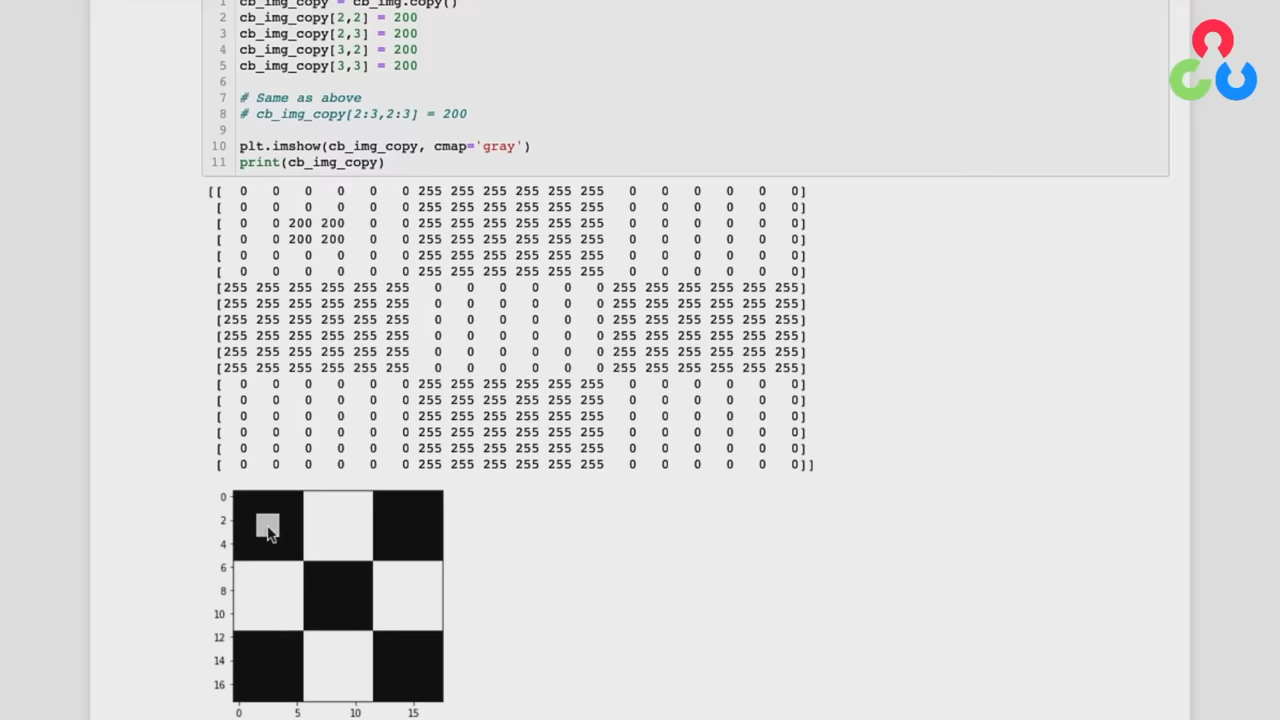 1 cb_img_copy = cb_img.copy()
2 cb_img_copy[2,2] = 200
3 cb_img_copy[2,3] = 200
4 cb_img_copy[3,2] = 200
5 cb_img_copy[3,3] = 200
6
7 # Same as above
8 # cb_img_copy[2:3,2:3] = 200
9
10 plt.imshow(cb_img_copy, cmap='gray')
11 print(cb_img_copy)
[[ 0 0 0 0 0 0 255 255 255 255 255 255 0 0 0 0 0 0]
[ 0 0 0 0 0 0 255 255 255 255 255 255 0 0 0 0 0 0]
[ 0 0 200 200 0 0 255 255 255 255 255 255 0 0 0 0 0 0]
[ 0 0 200 200 0 0 255 255 255 255 255 255 0 0 0 0 0 0]
[ 0 0 0 0 0 0 255 255 255 255 255 255 0 0 0 0 0 0]
[ 0 0 0 0 0 0 255 255 255 255 255 255 0 0 0 0 0 0]
[255 255 255 255 255 255 0 0 0 0 0 0 255 255 255 255 255 255]
[255 255 255 255 255 255 0 0 0 0 0 0 255 255 255 255 255 255]
[255 255 255 255 255 255 0 0 0 0 0 0 255 255 255 255 255 255]
[255 255 255 255 255 255 0 0 0 0 0 0 255 255 255 255 255 255]
[255 255 255 255 255 255 0 0 0 0 0 0 255 255 255 255 255 255]
[255 255 255 255 255 255 0 0 0 0 0 0 255 255 255 255 255 255]
[ 0 0 0 0 0 0 255 255 255 255 255 255 0 0 0 0 0 0]
[ 0 0 0 0 0 0 255 255 255 255 255 255 0 0 0 0 0 0]
[ 0 0 0 0 0 0 255 255 255 255 255 255 0 0 0 0 0 0]
[ 0 0 0 0 0 0 255 255 255 255 255 255 0 0 0 0 0 0]
[ 0 0 0 0 0 0 255 255 255 255 255 255 0 0 0 0 0 0]
[ 0 0 0 0 0 0 255 255 255 255 255 255 0 0 0 0 0 0]]
0
2
4
6
8
10
12
14
16
0 5 10 15